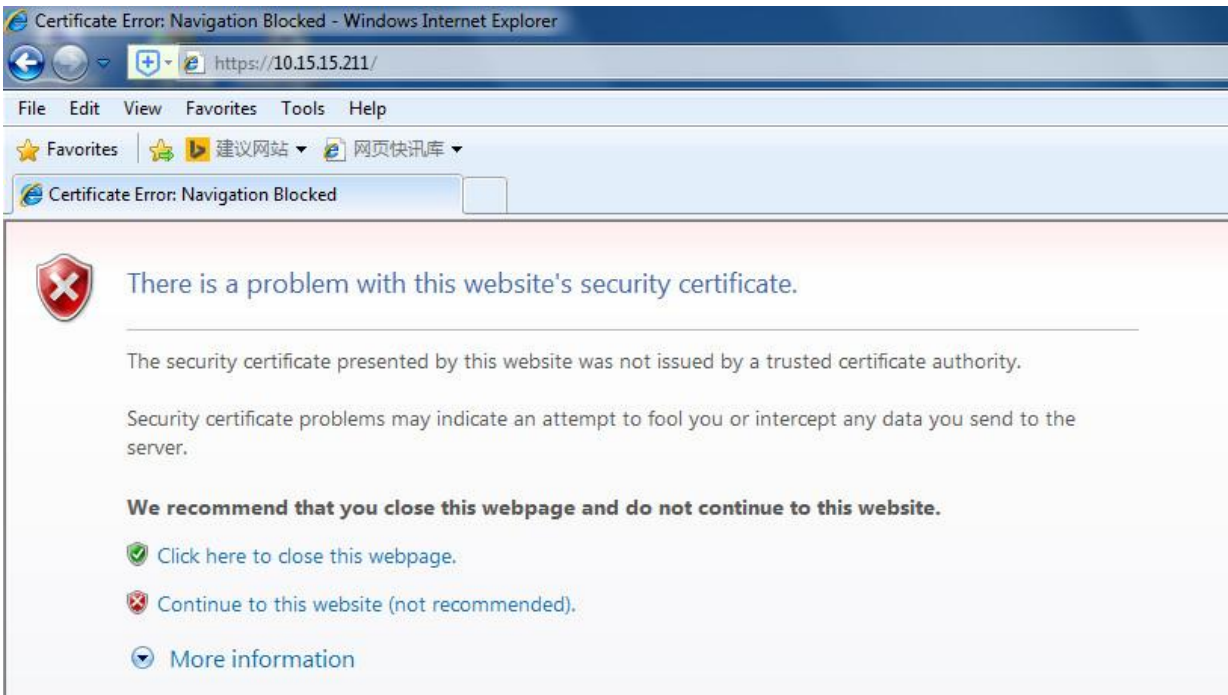 Certificate Error: Navigation Blocked - Windows Internet Explorer
https://10.15.15.211/
File Edit View Favorites Tools Help
Favorites 建议网站 网页快讯库
Certificate Error: Navigation Blocked
There is a problem with this website's security certificate.
The security certificate presented by this website was not issued by a trusted certificate authority.
Security certificate problems may indicate an attempt to fool you or intercept any data you send to the
server.
We recommend that you close this webpage and do not continue to this website.
Click here to close this webpage.
Continue to this website (not recommended).
More information